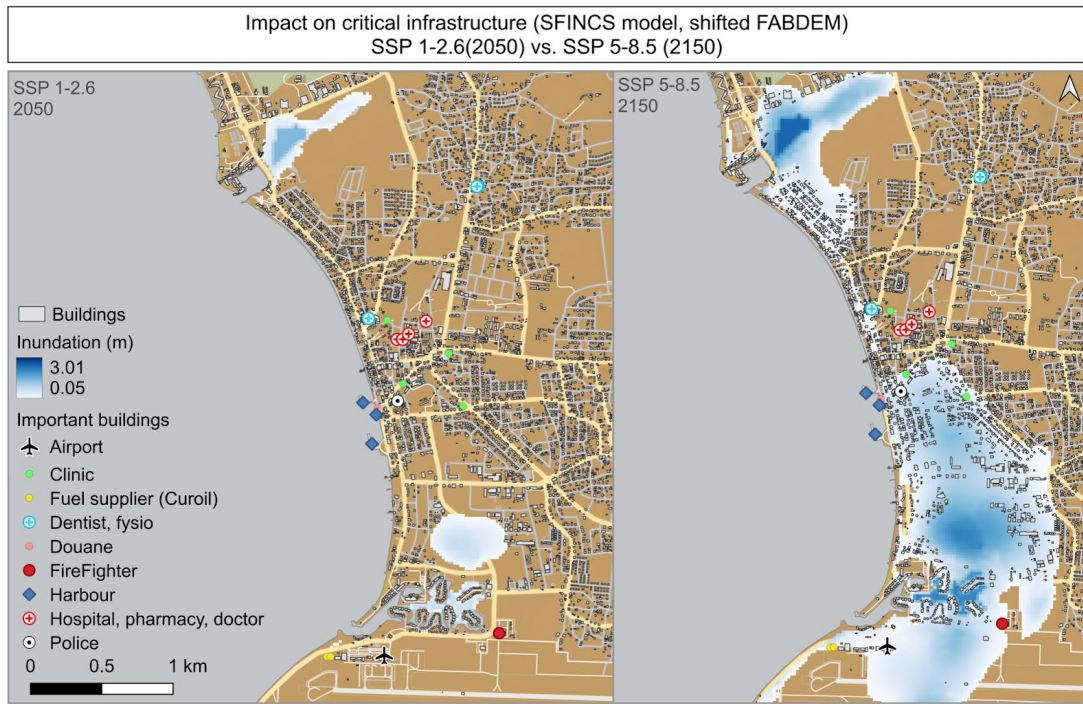 Impact on critical infrastructure (SFINCS model, shifted FABDEM)
SSP 1-2.6(2050) vs. SSP 5-8.5 (2150)
SSP 1-2.6
2050
SSP 5-8.5
2150
Buildings
Inundation (m)
3.01
0.05
Important buildings
Airport
Clinic
Fuel supplier (Curoil)
Dentist, fysio
Douane
FireFighter
Harbour
Hospital, pharmacy, doctor
Police
0 0.5 1 km